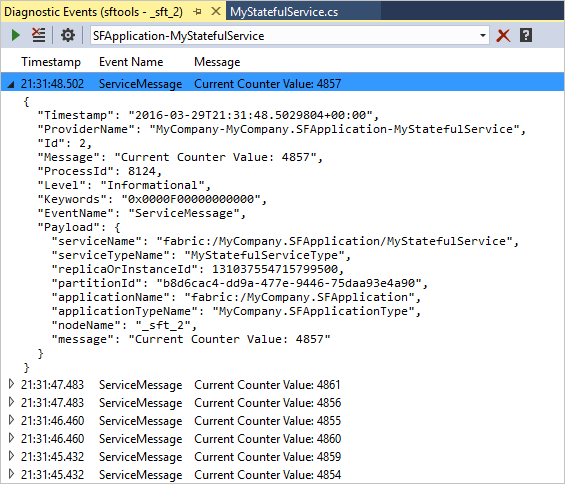 Diagnostic Events (sftools - _sft_2)
MyStatefulService.cs
SFApplication-MyStatefulService
Timestamp Event Name Message
21:31:48.502 ServiceMessage Current Counter Value: 4857
{
"Timestamp": "2016-03-29T21:31:48.5029804+00:00",
"ProviderName": "MyCompany-MyCompany.SFApplication-MyStatefulService",
"Id": 2,
"Message": "Current Counter Value: 4857",
"ProcessId": 8124,
"Level": "Informational",
"Keywords": "0x0000F00000000000",
"EventName": "ServiceMessage",
"Payload": {
"serviceName": "fabric:/MyCompany.SFApplication/MyStatefulService",
"serviceTypeName": "MyStatefulServiceType",
"replicaOrInstanceId": 131037554715799500,
"partitionId": "b8d6cac4-dd9a-477e-9446-75daa93e4a90",
"applicationName": "fabric:/MyCompany.SFApplication",
"applicationTypeName": "MyCompany.SFApplicationType",
"nodeName": "_sft_2",
"message": "Current Counter Value: 4857"
}
}
21:31:47.483 ServiceMessage Current Counter Value: 4861
21:31:47.483 ServiceMessage Current Counter Value: 4856
21:31:46.460 ServiceMessage Current Counter Value: 4855
21:31:46.460 ServiceMessage Current Counter Value: 4860
21:31:45.432 ServiceMessage Current Counter Value: 4859
21:31:45.432 ServiceMessage Current Counter Value: 4854